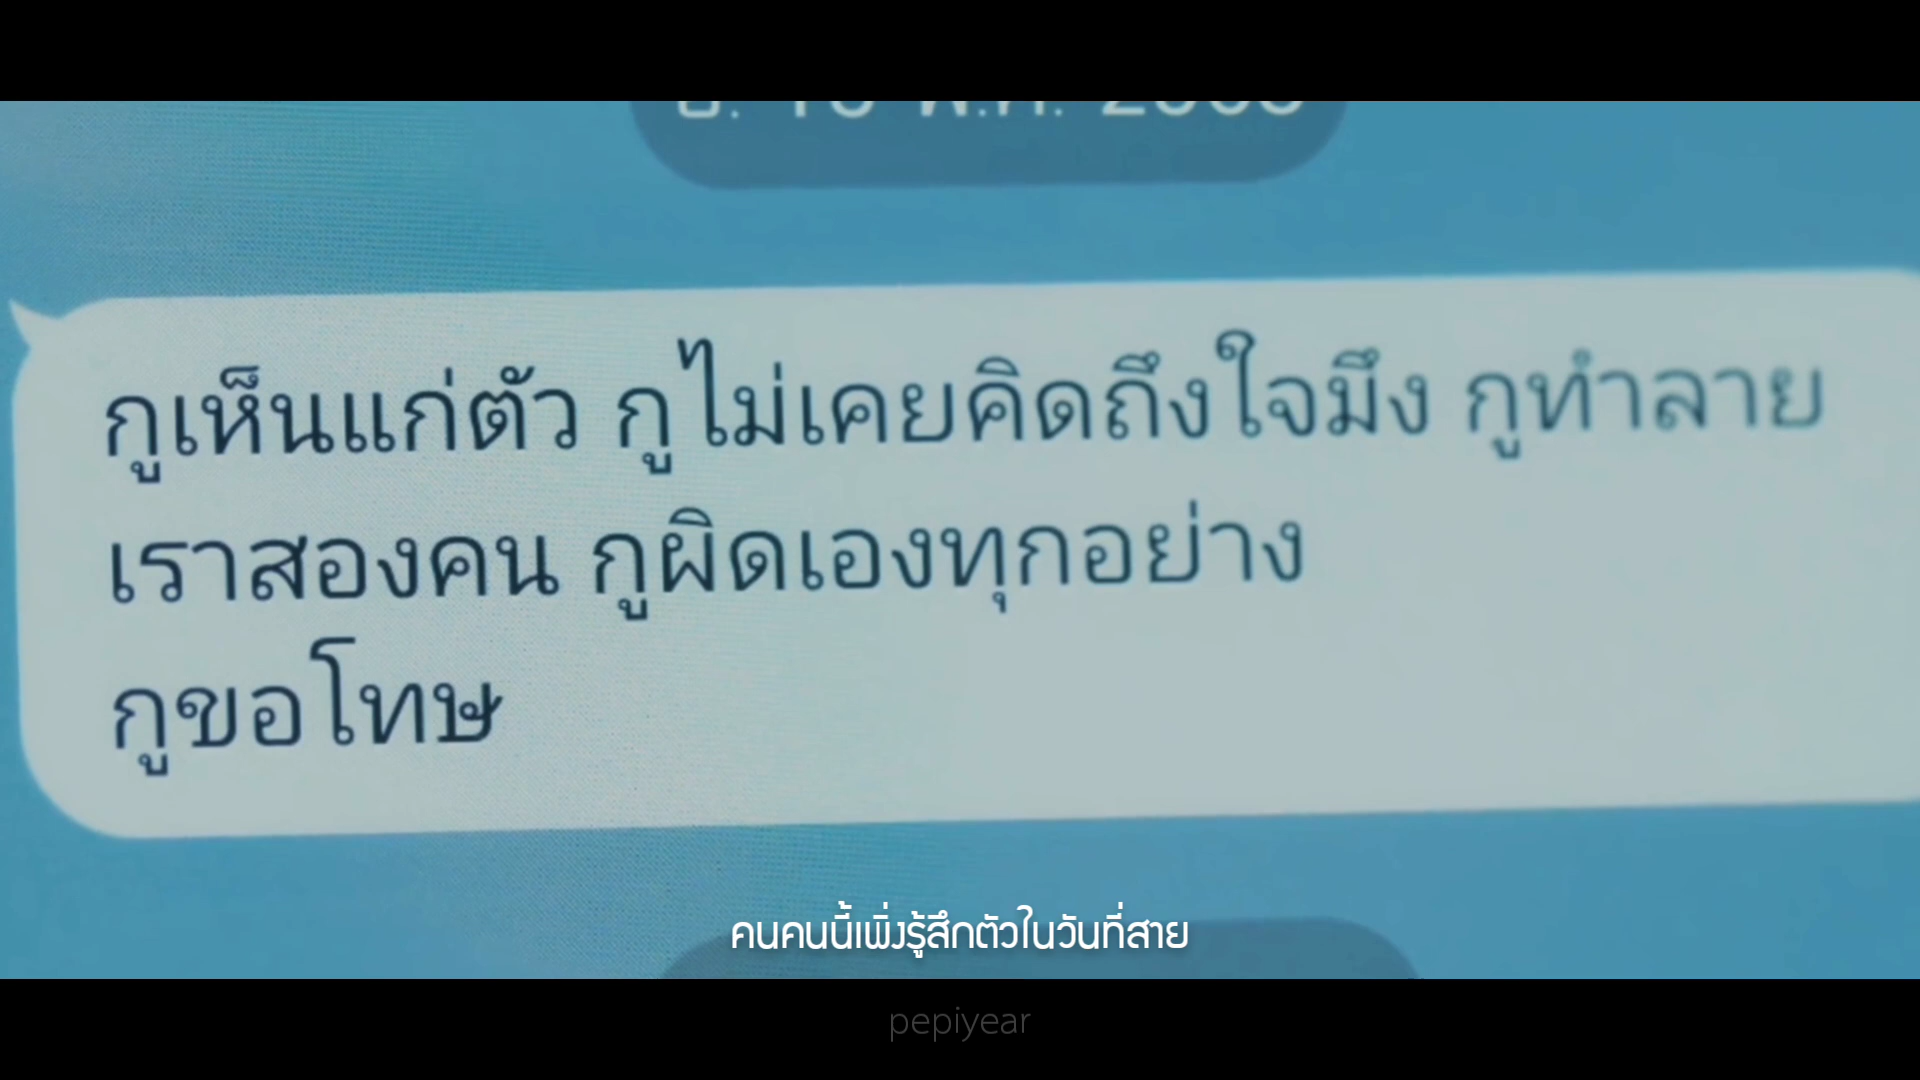 กูเห็นแก่ตัว กูไม่เคยคิดถึงใจมึง กูทำลาย
เราสองคน กูผิดเองทุกอย่าง
กูขอโทษ
คนคนนี้เพิ่งรู้สึกตัวในวันที่สาย
pepiyear